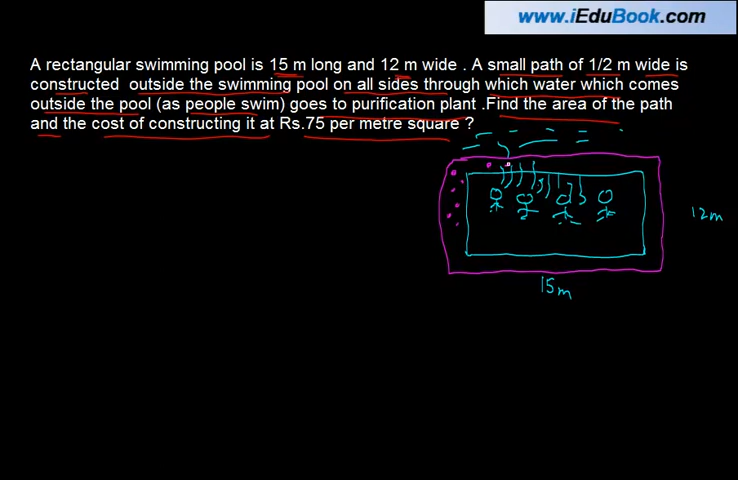 www.iEduBook.com
A rectangular swimming pool is 15 m long and 12 m wide . A small path of 1/2 m wide is
constructed outside the swimming pool on all sides through which water which comes
outside the pool (as people swim) goes to purification plant .Find the area of the path
and the cost of constructing it at Rs.75 per metre square ?
12m
15m